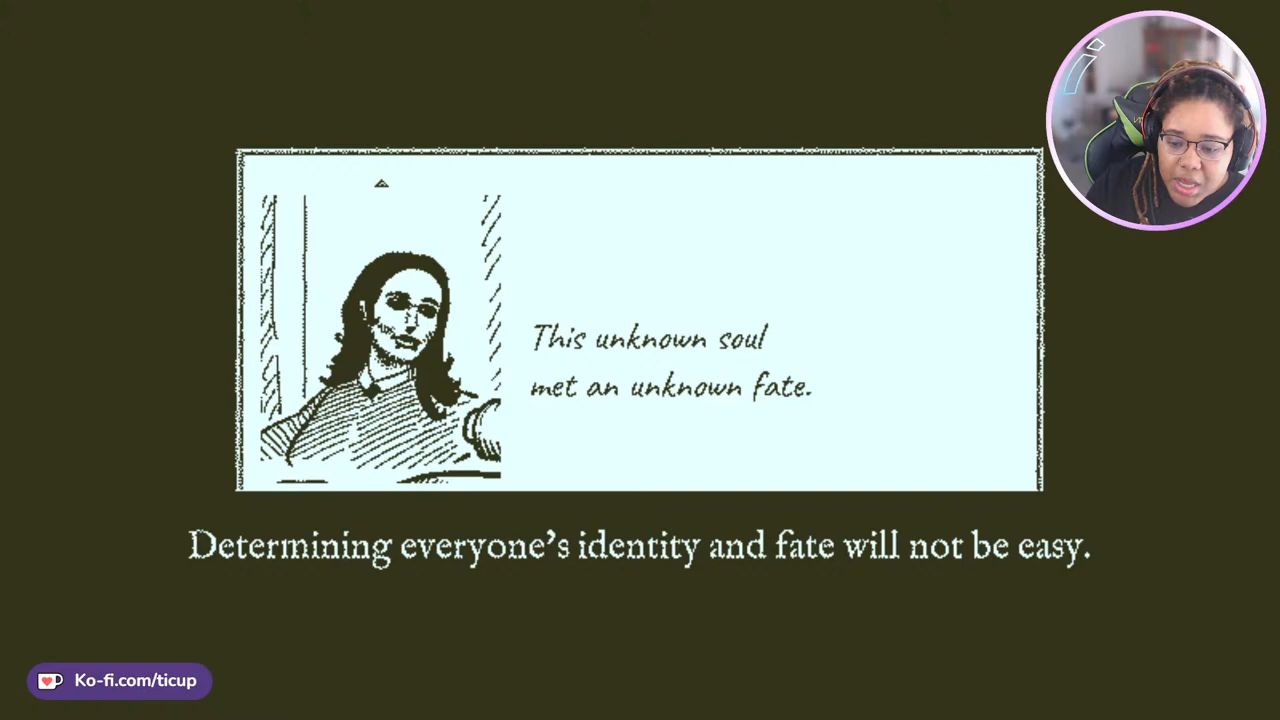 This unknown soul
met an unknown fate.
Determining everyone's identity and fate will not be easy.
Ko-fi.com/ticup